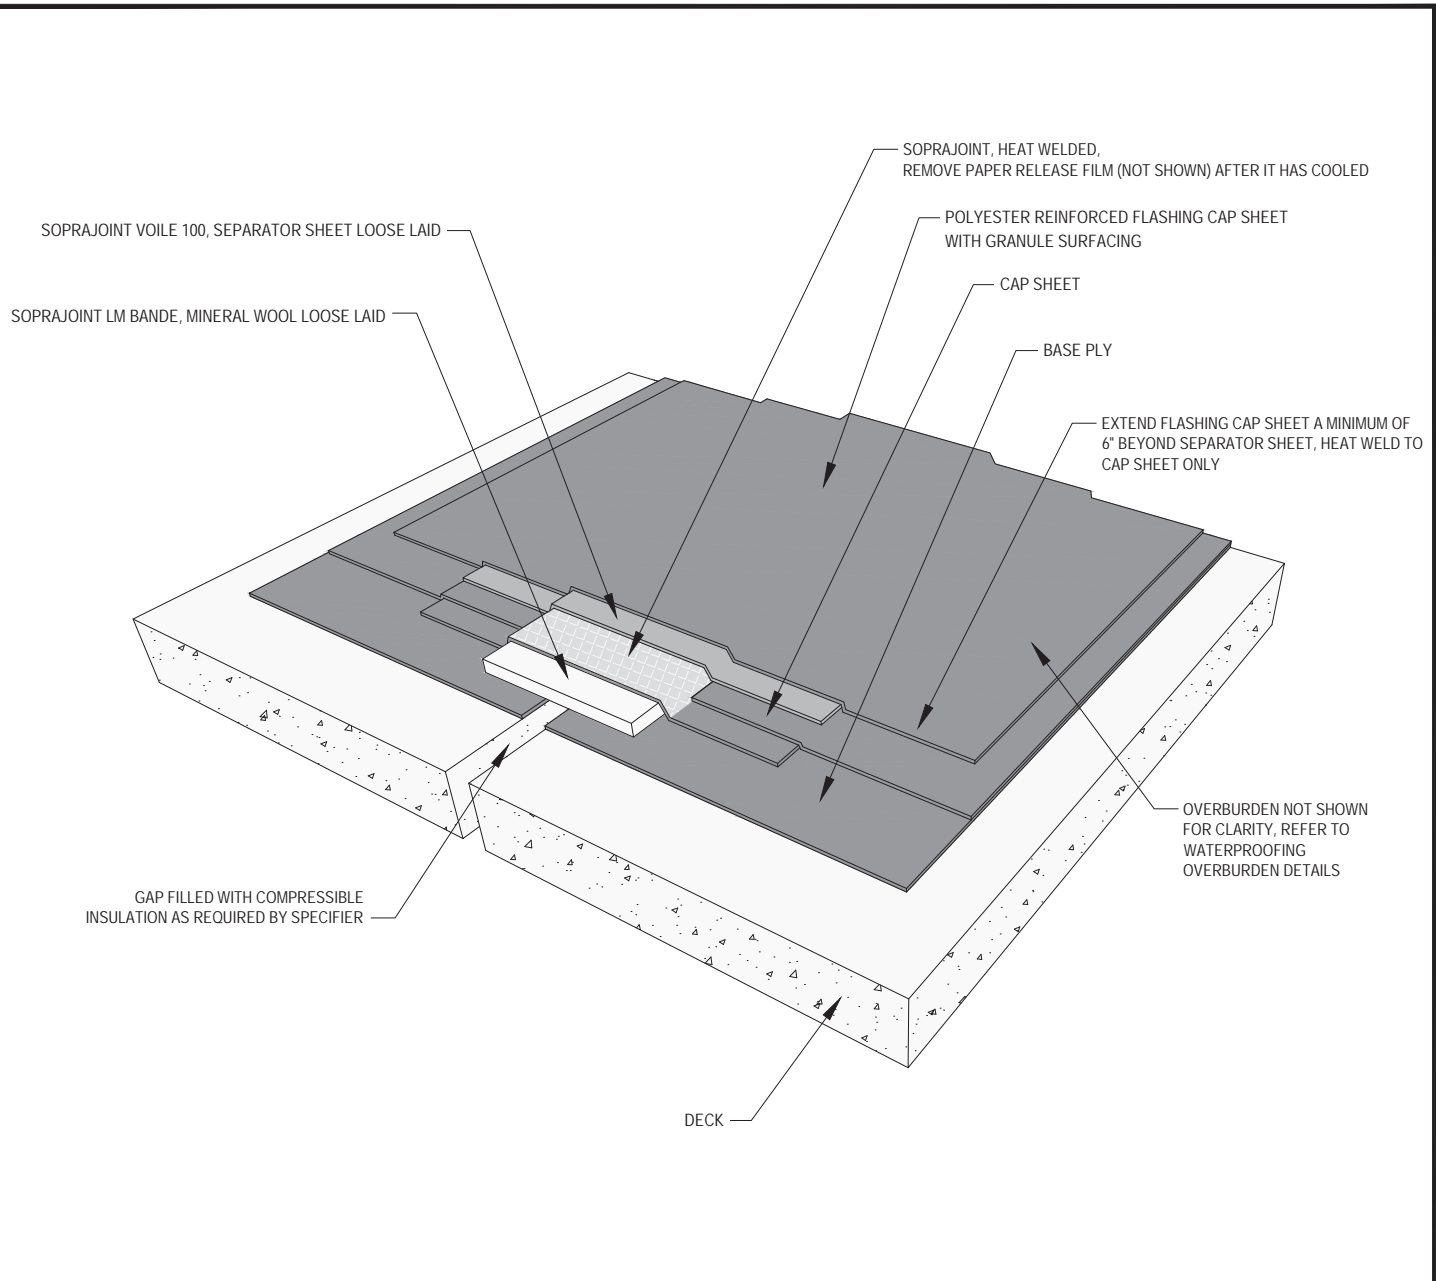 SOPRAJOINT, HEAT WELDED,
REMOVE PAPER RELEASE FILM (NOT SHOWN) AFTER IT HAS COOLED
SOPRAJOINT VOILE 100, SEPARATOR SHEET LOOSE LAID
POLYESTER REINFORCED FLASHING CAP SHEET
WITH GRANULE SURFACING
CAP SHEET
SOPRAJOINT LM BANDE, MINERAL WOOL LOOSE LAID
BASE PLY
EXTEND FLASHING CAP SHEET A MINIMUM OF
6" BEYOND SEPARATOR SHEET, HEAT WELD TO
CAP SHEET ONLY
OVERBURDEN NOT SHOWN
FOR CLARITY, REFER TO
WATERPROOFING
OVERBURDEN DETAILS
GAP FILLED WITH COMPRESSIBLE
INSULATION AS REQUIRED BY SPECIFIER
DECK